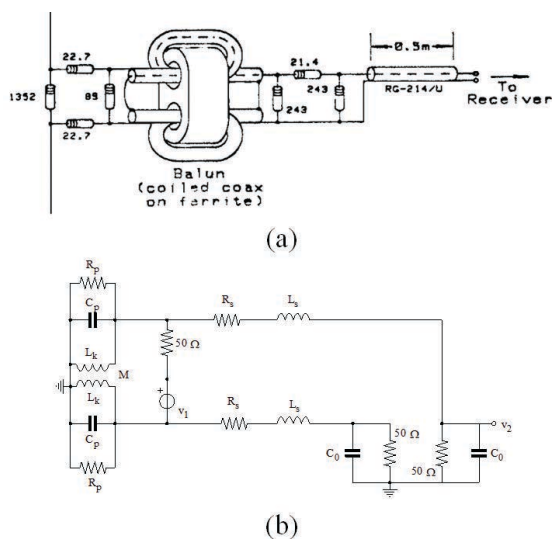 22.7
21.4
0.5m
1352
85
243
243
RG-214/U
To
Receiver
22.7
Balun
(coiled coax
on ferrite)
(a)
R_p
C_p
R_s
L_s
50 Ω
L_k
M
L_k
+
v_1
v_2
R_s
L_s
C_p
C_0
50 Ω
50 Ω
C_0
R_p
(b)